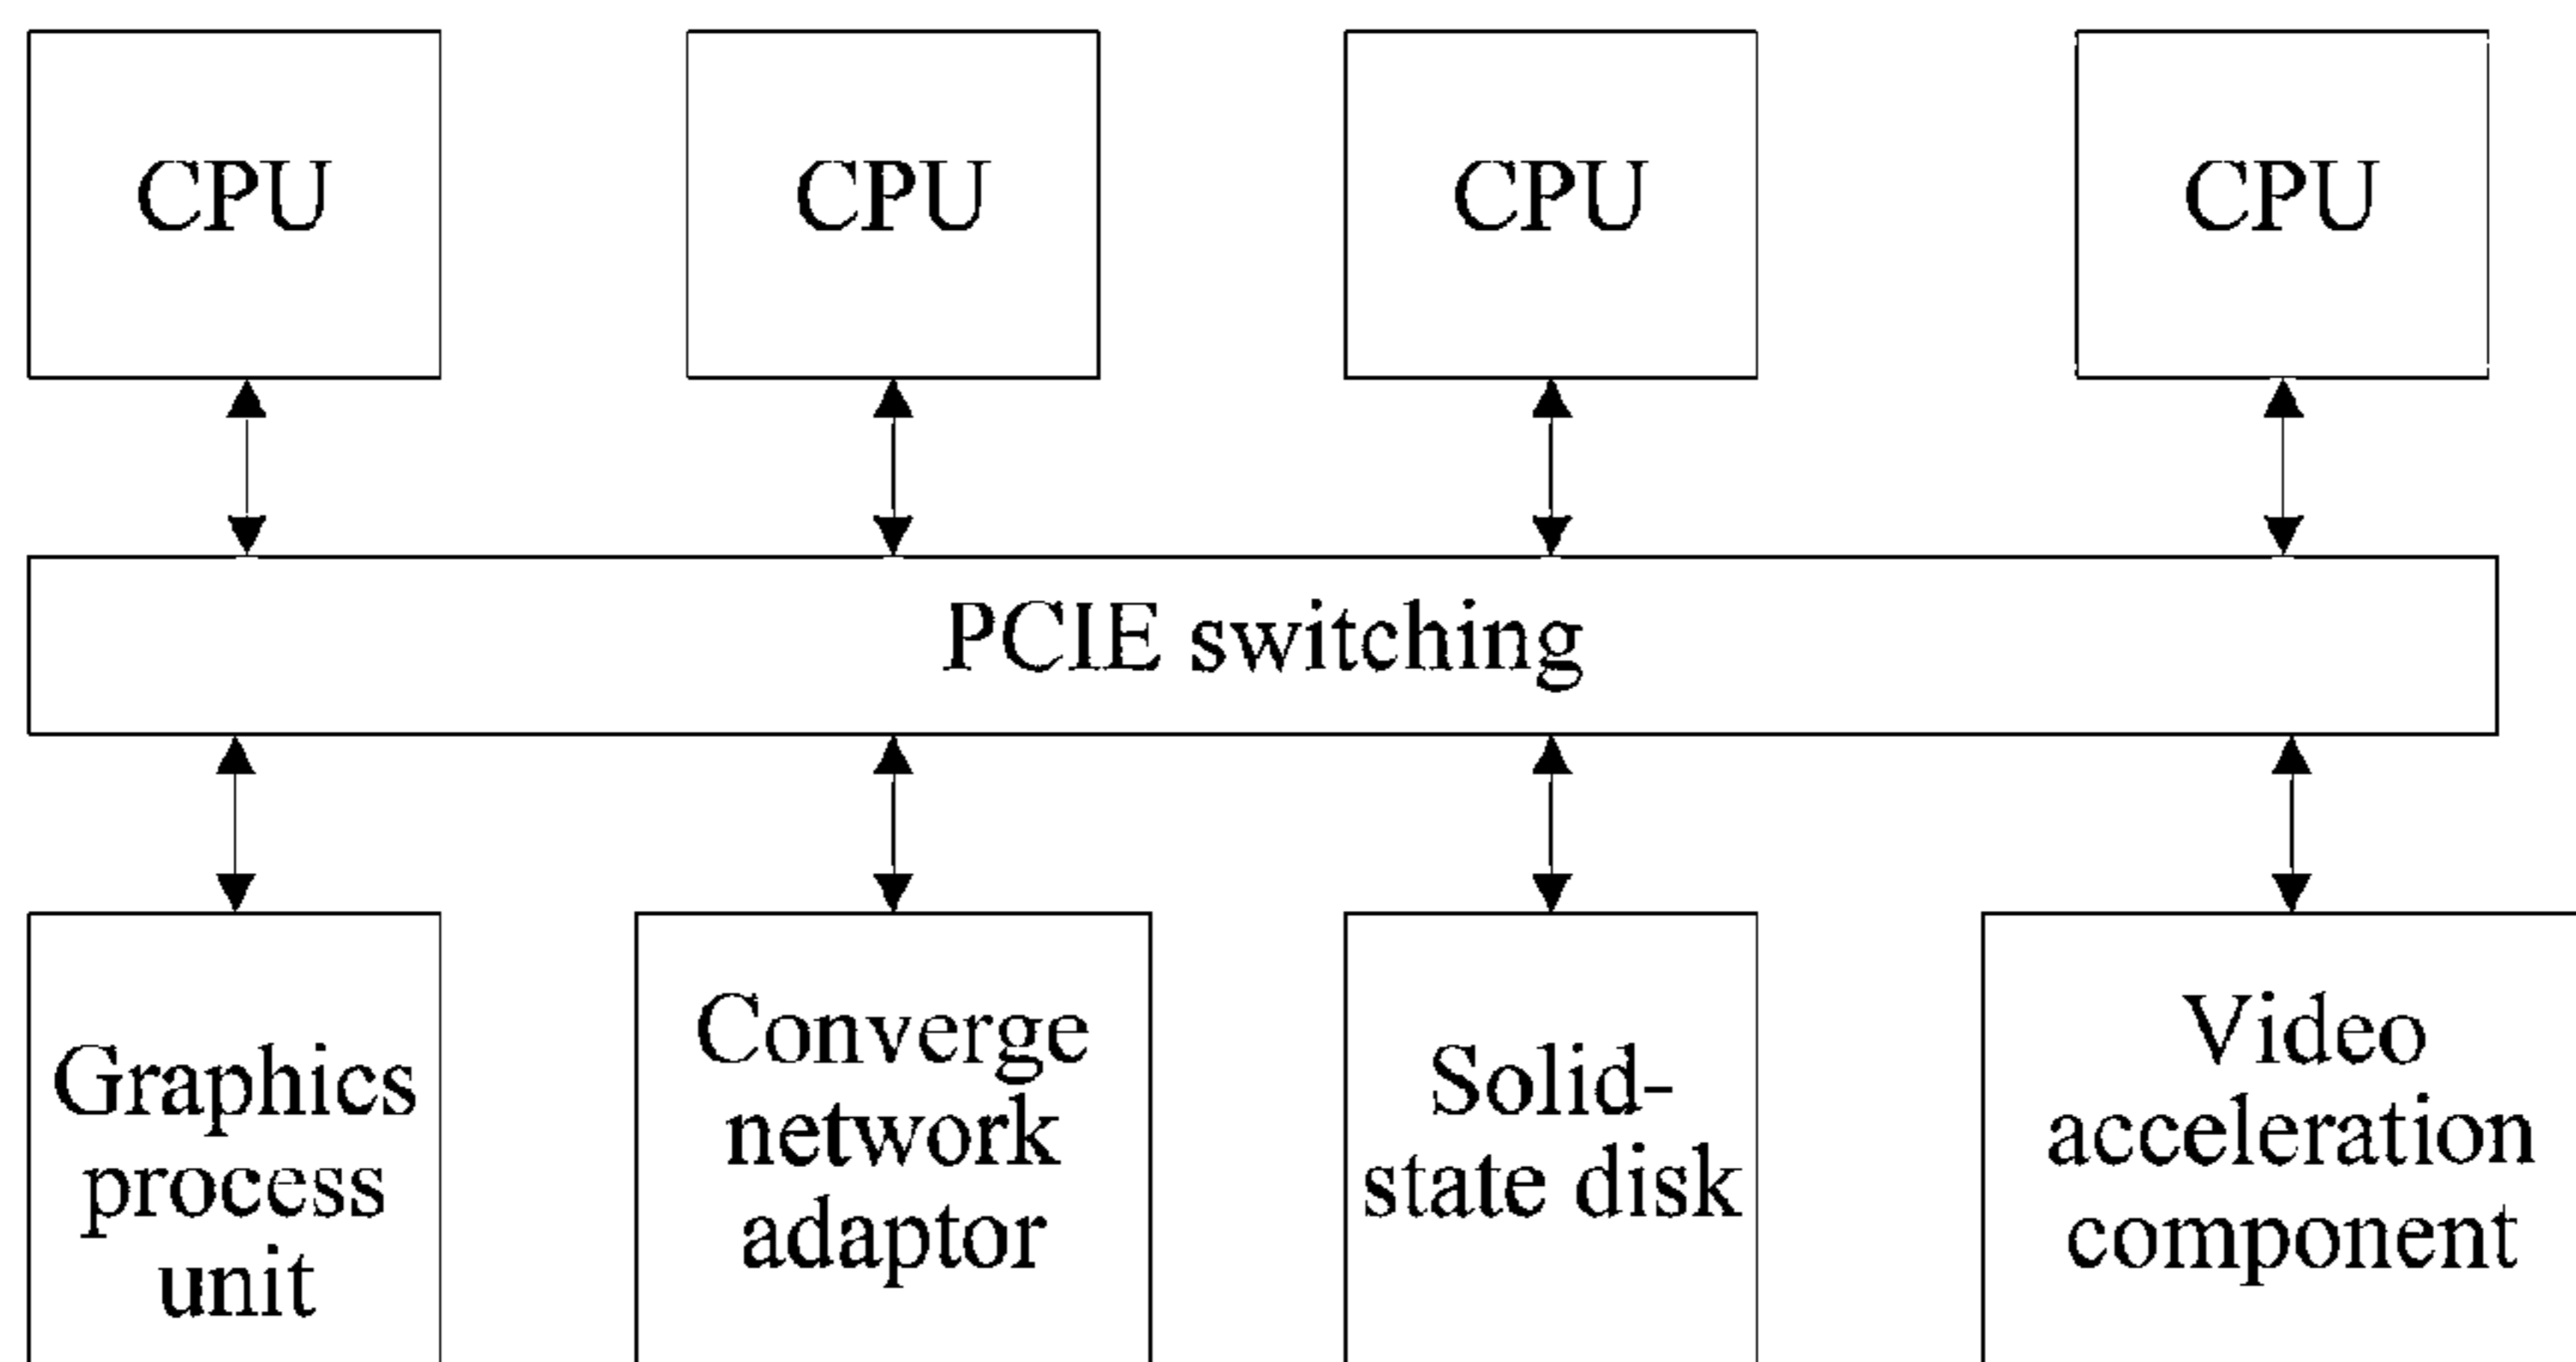 CPU
CPU
CPU
CPU
PCIE switching
Graphics
process
unit
Converge
network
adaptor
Solid-
state disk
Video
acceleration
component